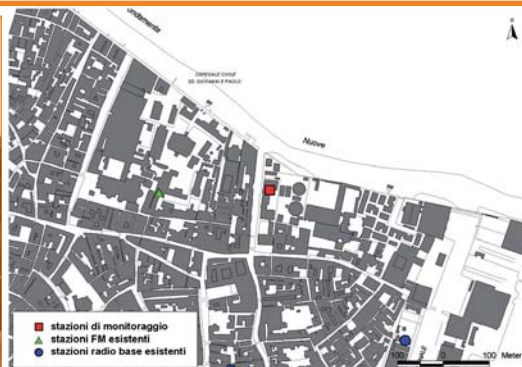 OSPEDALE CIVILE
SS. GIOVANNI E PAOLO
Nuove
stazioni di monitoraggio
stazioni FM esistenti
stazioni radio base esistenti
100 0 100 Meter